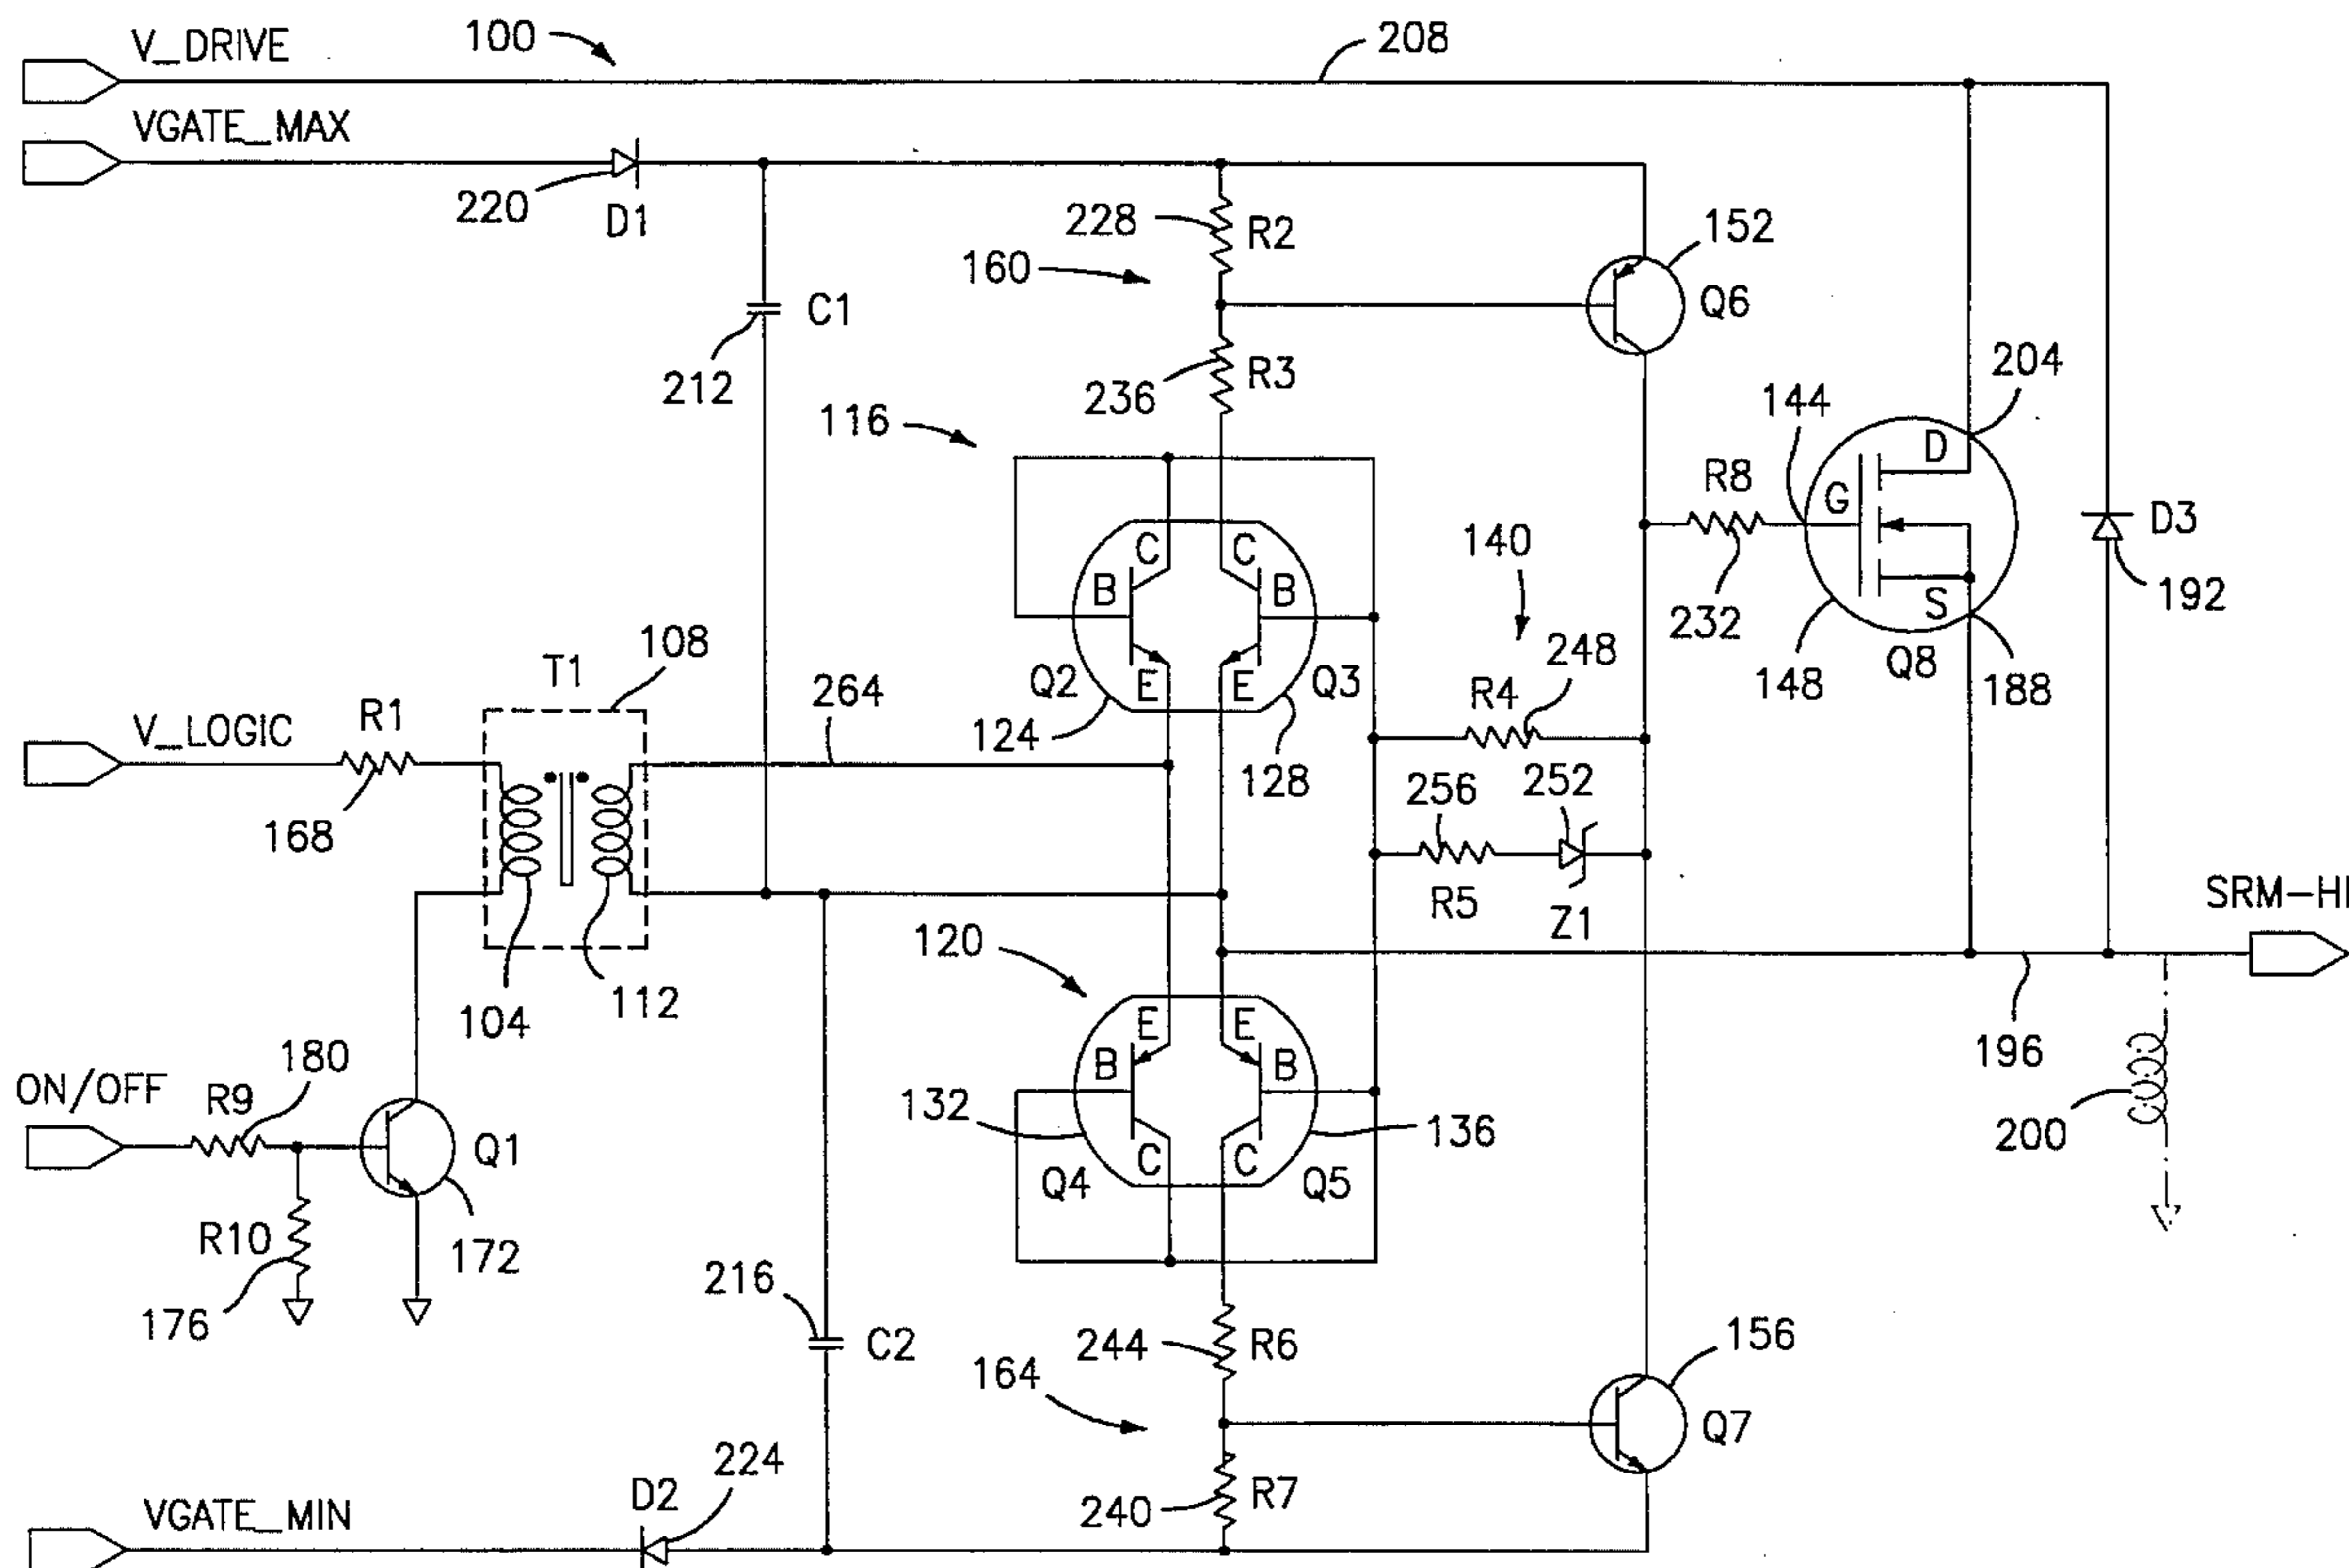 V_DRIVE
100
208
VGATE_MAX
220
D1
228
R2
152
160
Q6
C1
212
236
R3
204
116
144
D
R8
G
140
D3
C C
B B
S
192
232
108
248
Q8
E E
Q2
Q3
148
188
T1
R4
264
R1
V_LOGIC
124
128
256
252
168
R5
Z1
SRM-HI
120
104
112
E E
180
196
ON/OFF
R9
B B
132
136
200
Q1
C C
Q4
Q5
R10
172
216
176
C2
R6
156
244
164
Q7
224
D2
R7
VGATE_MIN
240